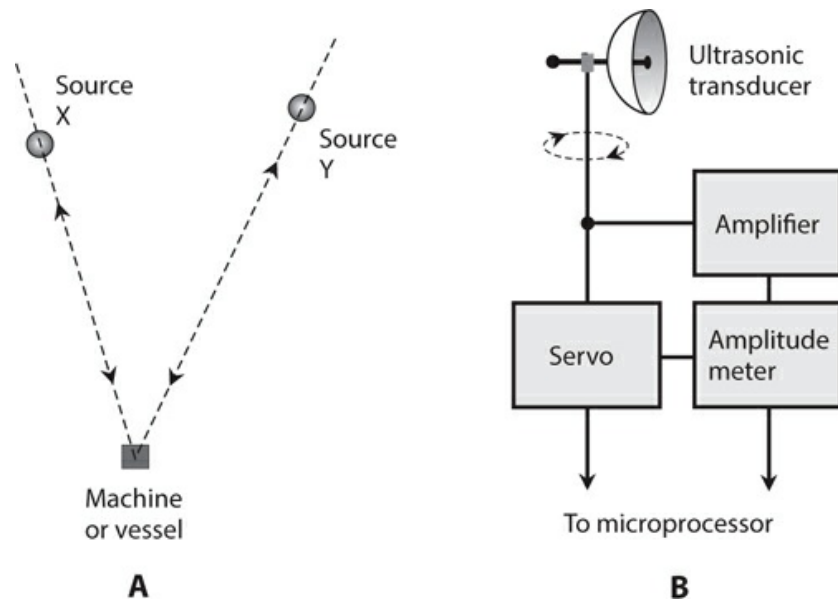 Source
X
Source
Y
Machine
or vessel
A
Ultrasonic
transducer
Amplifier
Servo
Amplitude
meter
To microprocessor
B